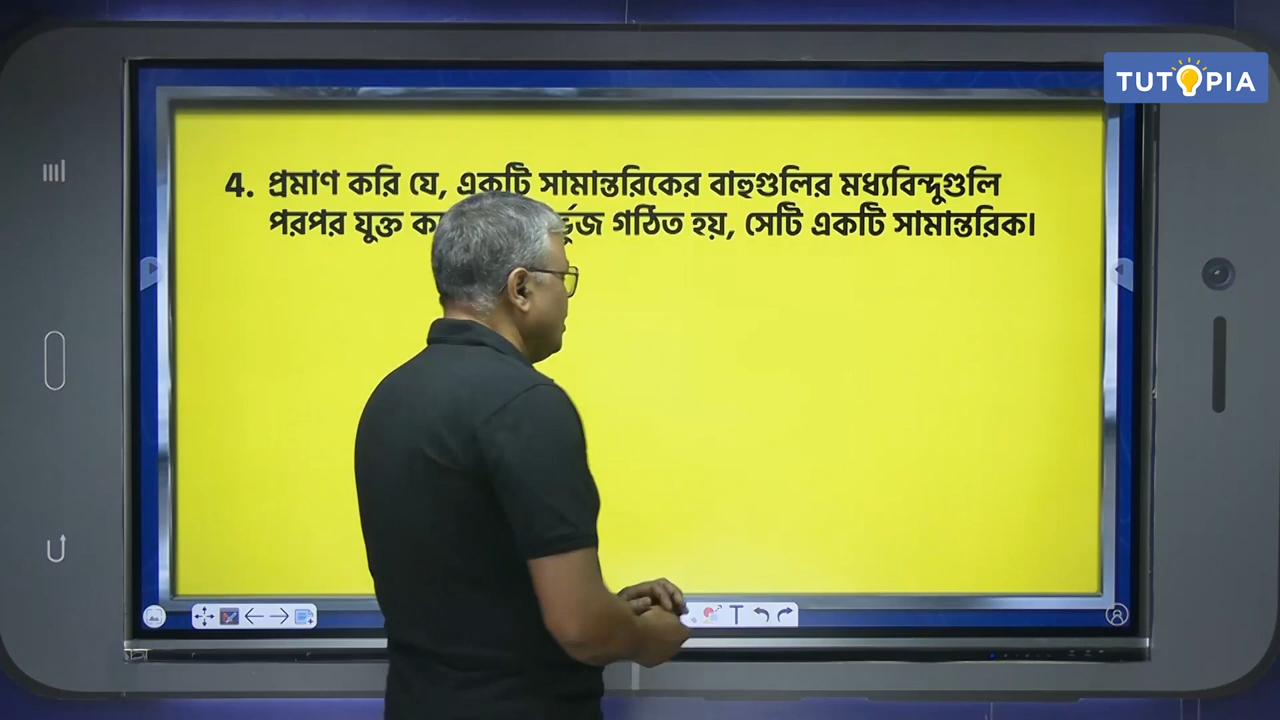 TUTOPIA
4. প্রমাণ করি যে, একটি সামান্তরিকের বাহুগুলির মধ্যবিন্দুগুলি
পরপর যুক্ত গঠিত হয়, সেটি একটি সামান্তরিক।